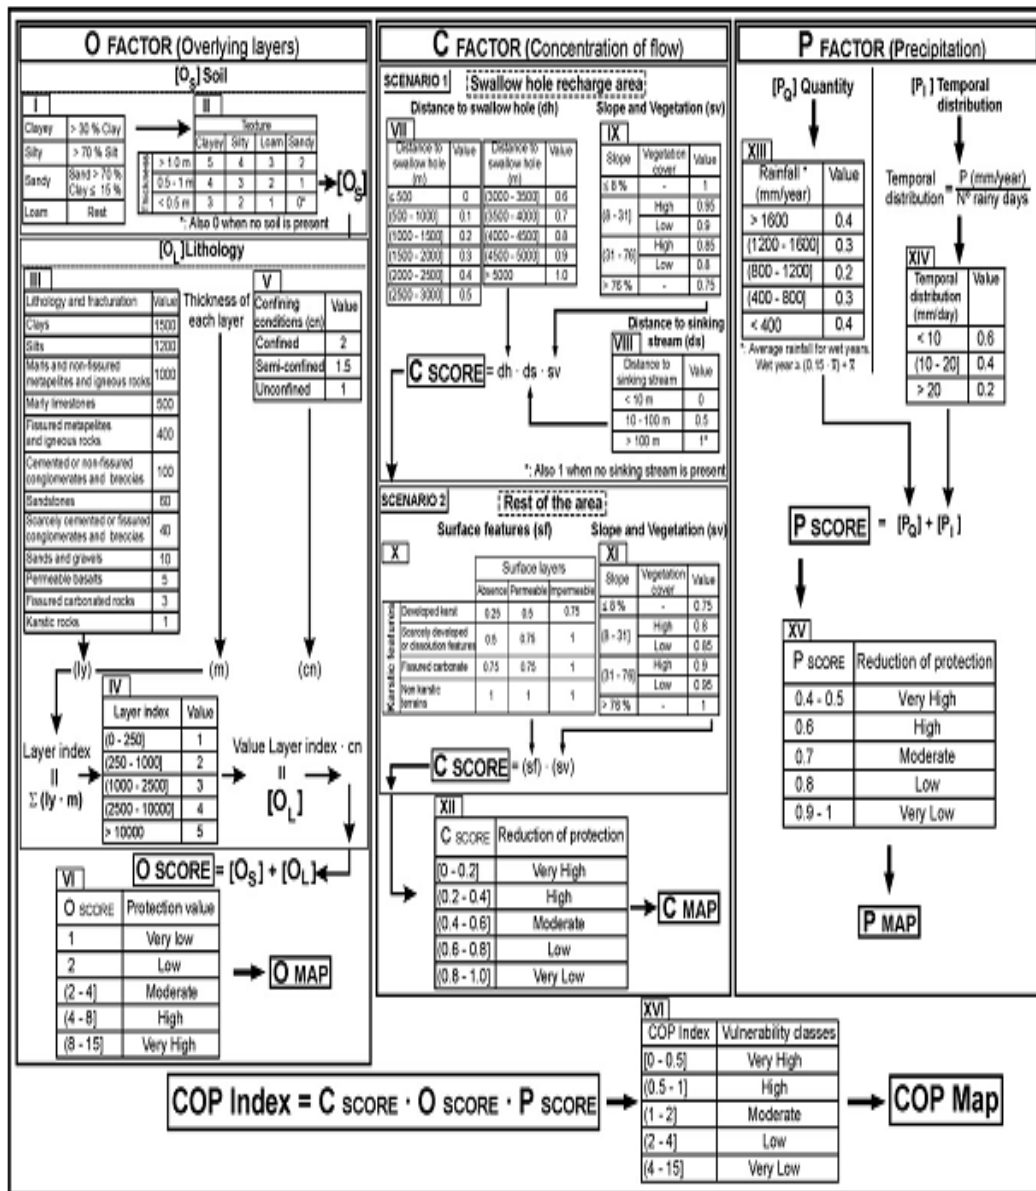 O FACTOR (Overlying layers)
[OS] Soil
I
Clayey > 30 % Clay
Silty > 70 % Silt
Sandy Sand > 70 % Clay ≤ 15 %
Loam Rest
II
Texture
Clayey Silty Loam Sandy
Thickness
> 1.0 m 5 4 3 2
0.5 - 1 m 4 3 2 1
< 0.5 m 3 2 1 0*
[OS]
*: Also 0 when no soil is present
[OL] Lithology
III
Lithology and fracturation Value
Clays 1500
Silts 1200
Marls and non-fissured metapelites and igneous rocks 1000
Marly limestones 500
Fissured metapelites and igneous rocks 400
Cemented or non-fissured conglomerates and breccias 100
Sandstones 60
Scarcely cemented or fissured conglomerates and breccias 40
Sands and gravels 10
Permeable basalts 5
Fissured carbonated rocks 3
Karstic rocks 1
Thickness of
each layer
V
Confining conditions (cn) Value
Confined 2
Semi-confined 1.5
Unconfined 1
(ly) (m) (cn)
Layer index
||
Σ (ly · m)
IV
Layer index Value
(0 - 250] 1
(250 - 1000] 2
(1000 - 2500] 3
(2500 - 10000] 4
> 10000 5
Value Layer index · cn
||
[OL]
O SCORE = [OS] + [OL]
VI
O SCORE Protection value
1 Very low
2 Low
(2 - 4] Moderate
(4 - 8] High
(8 - 15] Very High
O MAP
C FACTOR (Concentration of flow)
SCENARIO 1 Swallow hole recharge area
Distance to swallow hole (dh)
VII
Distance to swallow hole (m) Value Distance to swallow hole (m) Value
≤ 500 0 (3000 - 3500] 0.6
(500 - 1000] 0.1 (3500 - 4000] 0.7
(1000 - 1500] 0.2 (4000 - 4500] 0.8
(1500 - 2000] 0.3 (4500 - 5000] 0.9
(2000 - 2500] 0.4 > 5000 1.0
(2500 - 3000] 0.5
Slope and Vegetation (sv)
IX
Slope Vegetation cover Value
≤ 8 % - 1
(8 - 31] High 0.95
Low 0.9
(31 - 76] High 0.85
Low 0.8
> 76 % - 0.75
C SCORE = dh · ds · sv
Distance to sinking
stream (ds)
VIII
Distance to sinking stream Value
< 10 m 0
10 - 100 m 0.5
> 100 m 1*
*: Also 1 when no sinking stream is present
SCENARIO 2 Rest of the area
Surface features (sf)
X
Surface layers
Absence Permeable Impermeable
Karstic features
Developed karst 0.25 0.5 0.75
Scarcely developed or dissolution features 0.5 0.75 1
Fissured carbonate 0.75 0.75 1
Non karstic terrains 1 1 1
Slope and Vegetation (sv)
XI
Slope Vegetation cover Value
≤ 8 % - 0.75
(8 - 31] High 0.8
Low 0.85
(31 - 76] High 0.9
Low 0.95
> 76 % - 1
C SCORE = (sf) · (sv)
XII
C SCORE Reduction of protection
[0 - 0.2] Very High
(0.2 - 0.4] High
(0.4 - 0.6] Moderate
(0.6 - 0.8] Low
(0.8 - 1.0] Very Low
C MAP
P FACTOR (Precipitation)
[PQ] Quantity
XIII
Rainfall * (mm/year) Value
> 1600 0.4
(1200 - 1600] 0.3
(800 - 1200] 0.2
(400 - 800] 0.3
< 400 0.4
*: Average rainfall for wet years.
Wet year ≥ (0.15 · x̄) + x̄
[PI] Temporal
distribution
Temporal distribution = P (mm/year) / Nº rainy days
XIV
Temporal distribution (mm/day) Value
< 10 0.6
(10 - 20] 0.4
> 20 0.2
P SCORE = [PQ] + [PI]
XV
P SCORE Reduction of protection
0.4 - 0.5 Very High
0.6 High
0.7 Moderate
0.8 Low
0.9 - 1 Very Low
P MAP
COP Index = C SCORE · O SCORE · P SCORE
XVI
COP Index Vulnerability classes
[0 - 0.5] Very High
(0.5 - 1] High
(1 - 2] Moderate
(2 - 4] Low
(4 - 15] Very Low
COP Map